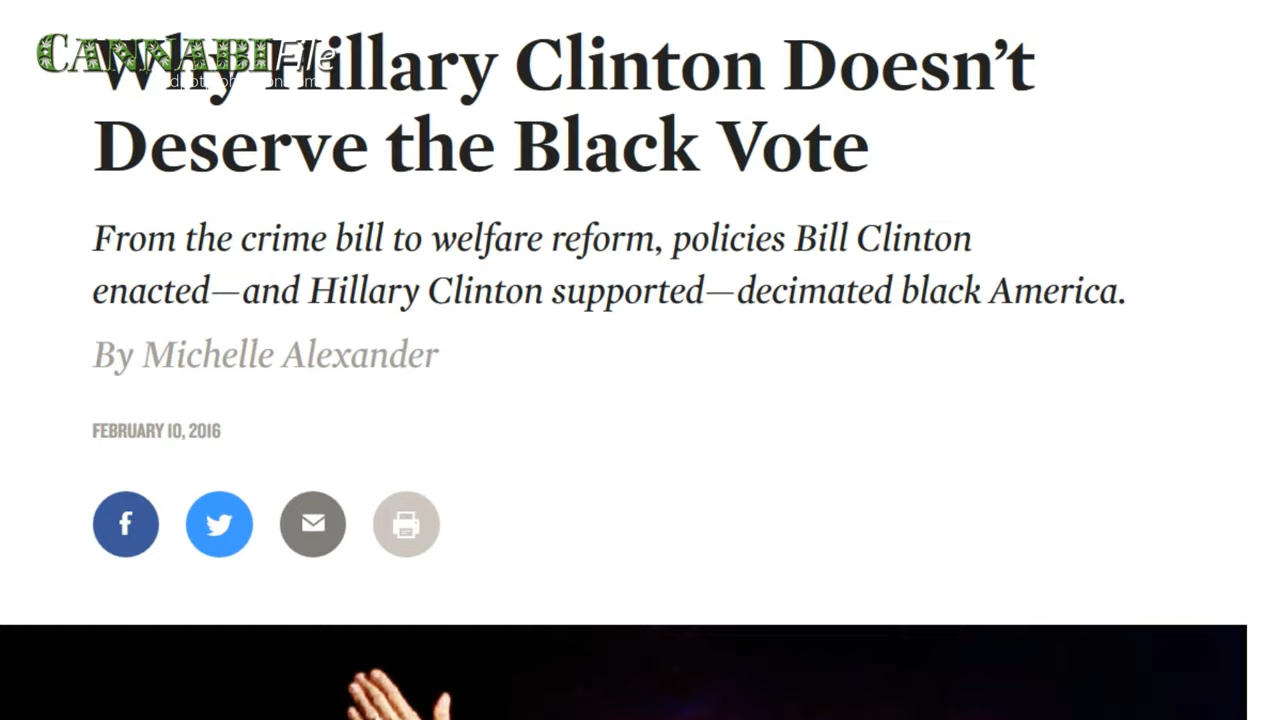 CANNABIFile
Why Hillary Clinton Doesn’t
Deserve the Black Vote
From the crime bill to welfare reform, policies Bill Clinton
enacted—and Hillary Clinton supported—decimated black America.
By Michelle Alexander
FEBRUARY 10, 2016